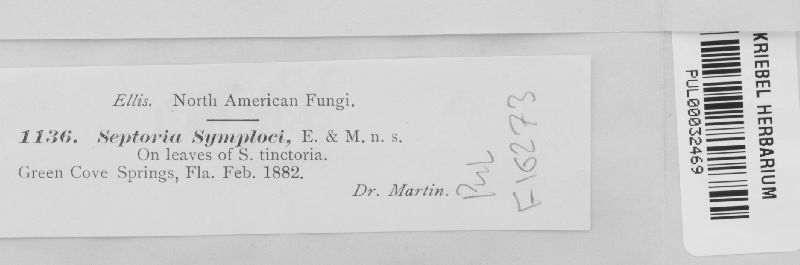 Ellis. North American Fungi.
1136. Septoria Symploci, E. & M. n. s.
On leaves of S. tinctoria.
Green Cove Springs, Fla. Feb. 1882.
Dr. Martin.
PUL
F16273
KRIEBEL HERBARIUM
PUL00032469